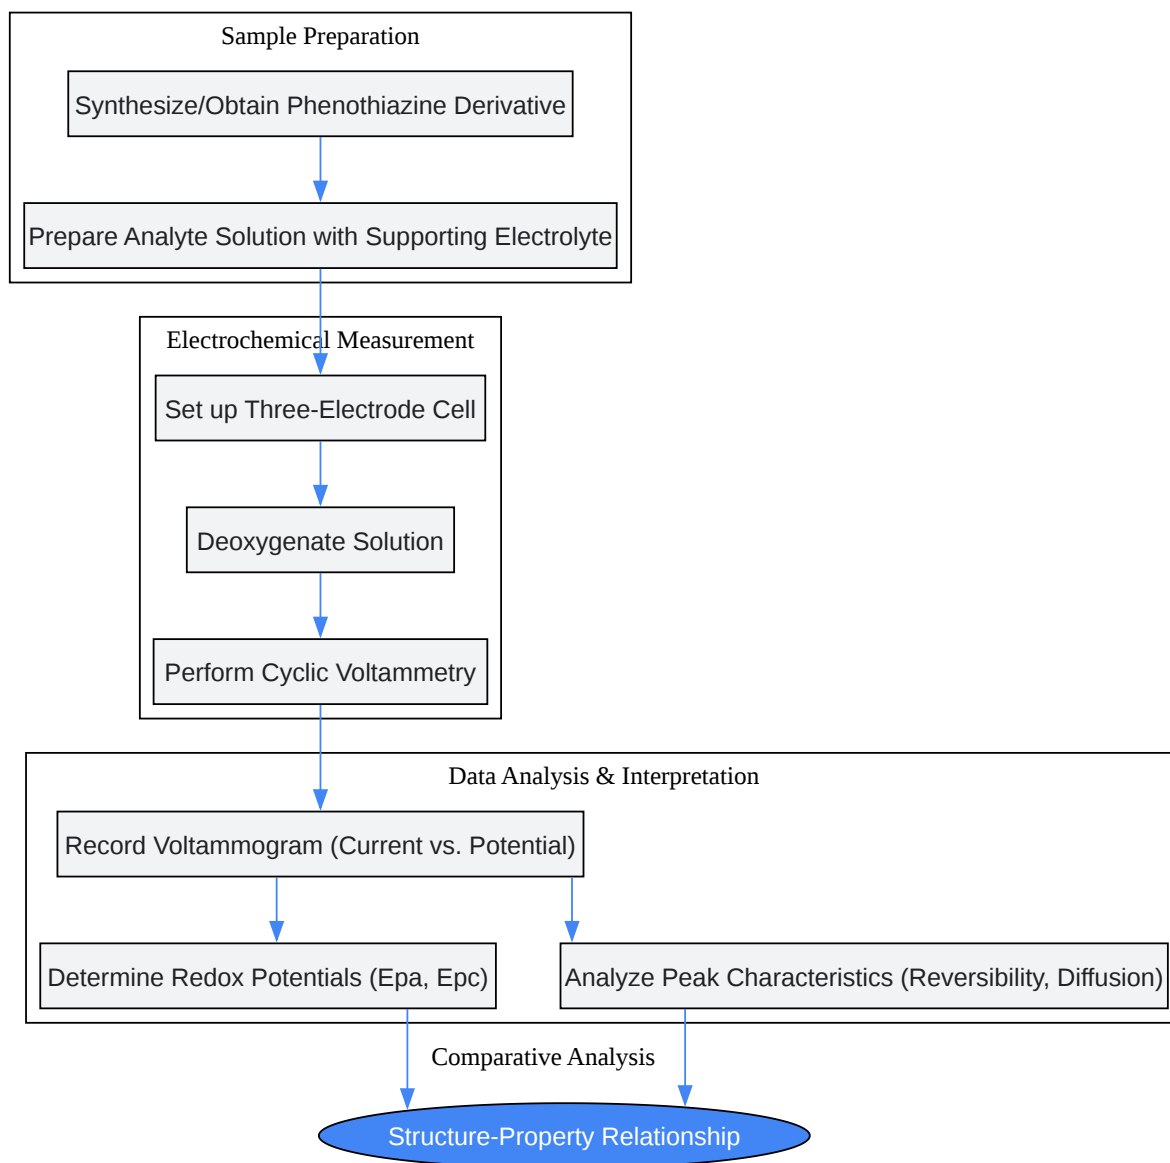 Sample Preparation
Synthesize/Obtain Phenothiazine Derivative
Prepare Analyte Solution with Supporting Electrolyte
Electrochemical Measurement
Set up Three-Electrode Cell
Deoxygenate Solution
Perform Cyclic Voltammetry
Data Analysis & Interpretation
Record Voltammogram (Current vs. Potential)
Determine Redox Potentials (Epa, Epc)
Analyze Peak Characteristics (Reversibility, Diffusion)
Comparative Analysis
Structure-Property Relationship